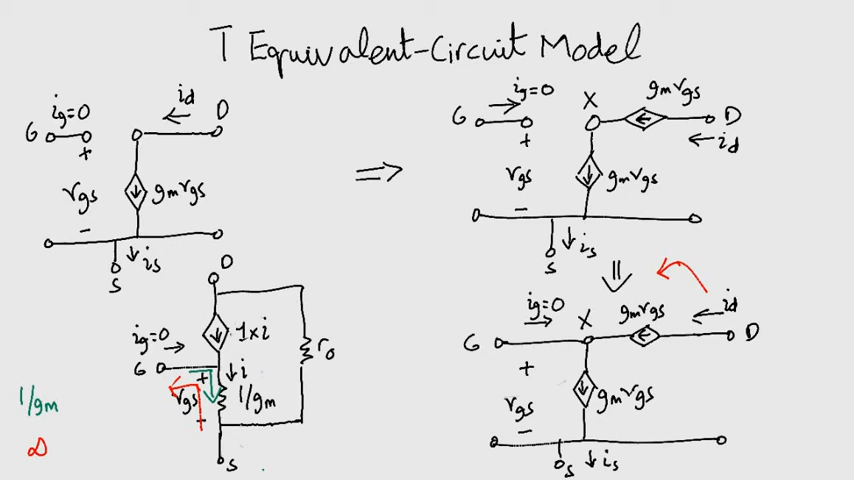 T Equivalent-Circuit Model
ig=0
id
D
G
+
vgs
gmvgs
-
is
S
⇒
ig=0
X
gmvgs
G
D
id
+
vgs
gmvgs
-
is
S
D
ig=0
1×i
G
i
ro
+
vgs
1/gm
-
S
1/gm
∞
ig=0
X
gmvgs
id
G
D
+
vgs
gmvgs
-
S
is